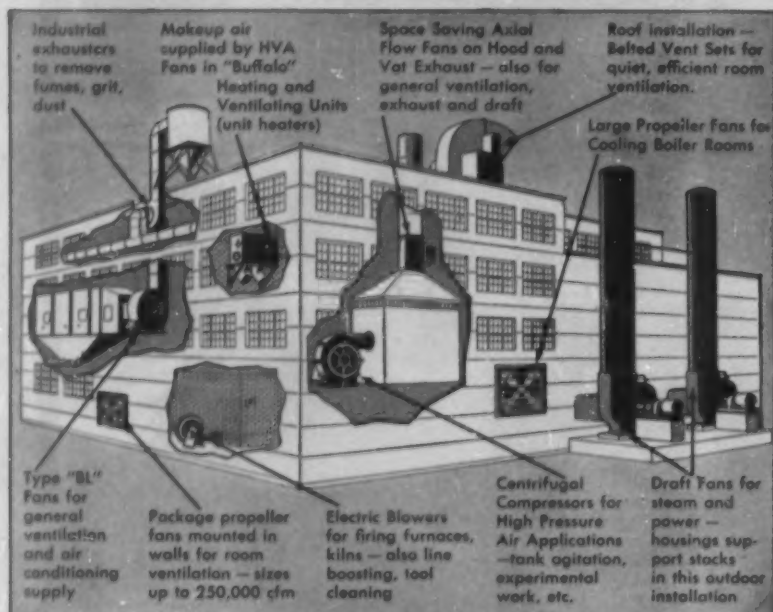 Industrial
exhausters
to remove
fumes, grit,
dust
Makeup air
supplied by HVA
Fans in "Buffalo"
Heating and
Ventilating Units
(unit heaters)
Space Saving Axial
Flow Fans on Hood and
Vat Exhaust — also for
general ventilation,
exhaust and draft
Roof installation —
Belted Vent Sets for
quiet, efficient room
ventilation.
Large Propeller Fans for
Cooling Boiler Rooms
Type "BL"
Fans for
general
ventilation
and air
conditioning
supply
Package propeller
fans mounted in
walls for room
ventilation — sizes
up to 250,000 cfm
Electric Blowers
for firing furnaces,
kilns — also line
boosting, tool
cleaning
Centrifugal
Compressors for
High Pressure
Air Applications
—tank agitation,
experimental
work, etc.
Draft Fans for
steam and
power —
housings sup-
port stacks —
in this outdoor
installation